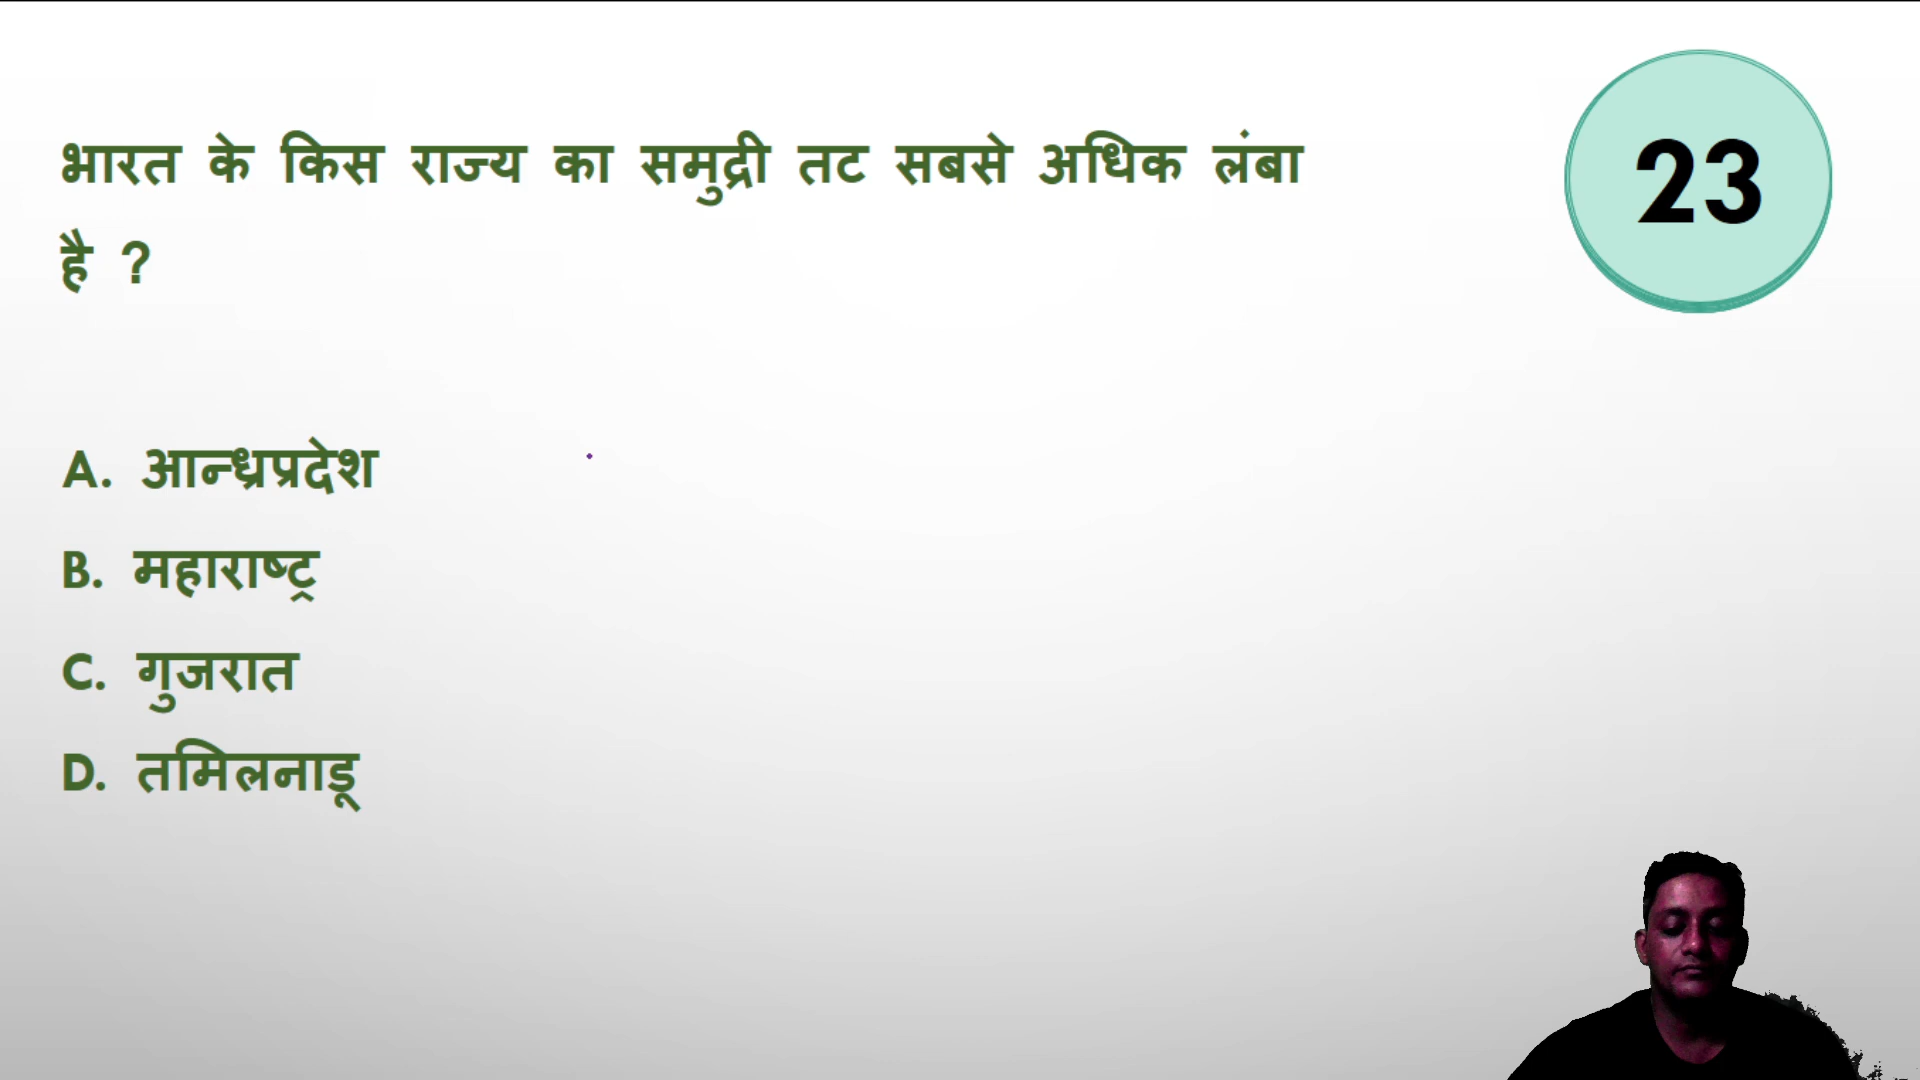 भारत के किस राज्य का समुद्री तट सबसे अधिक लंबा
है ?
23
A. आन्ध्रप्रदेश
B. महाराष्ट्र
C. गुजरात
D. तमिलनाडू